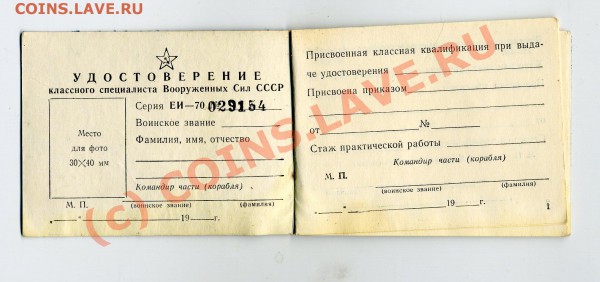 COINS.LAVE.RU
УДОСТОВЕРЕНИЕ
классного специалиста Вооруженных Сил СССР
Серия ЕИ—70 029154
Воинское звание
Фамилия, имя, отчество
Место
для фото
30×40 мм
Командир части (корабля)
М. П.
(воинское звание) (фамилия)
„ “ 19 г.
Присвоенная классная квалификация при выда-
че удостоверения
Присвоена приказом
от №
Стаж практической работы
Командир части (корабля)
М. П.
(воинское звание) (фамилия)
„ “ 19 г.
1
(c) COINS.LAVE.RU